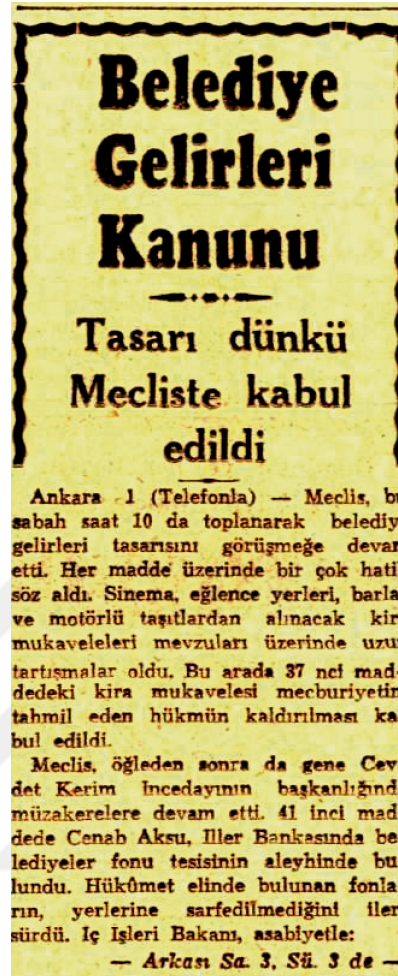 Belediye
Gelirleri
Kanunu
Tasarı dünkü
Mecliste kabul
edildi
Ankara 1 (Telefonla) — Meclis, bu
sabah saat 10 da toplanarak belediy
gelirleri tasarısını görüşmeğe devam
etti. Her madde üzerinde bir çok hati
söz aldı. Sinema, eğlence yerleri, barla
ve motörlü taşıtlardan alınacak kir
mukaveleleri mevzuları üzerinde uzu
tartışmalar oldu. Bu arada 37 nci mad-
dedeki kira mukavelesi mecburiyetin
tahmil eden hükmün kaldırılması ka
bul edildi.
Meclis, öğleden sonra da gene Cev
det Kerim İncedayının başkanlığınd
müzakerelere devam etti. 41 inci mad
dede Cenab Aksu, İller Bankasında be
lediyeler fonu tesisinin aleyhinde bu
lundu. Hükûmet elinde bulunan fonla
rın, yerlerine sarfedilmediğini iler
sürdü. İç İşleri Bakanı, asabiyetle:
— Arkası Sa. 3, Sü. 3 de —